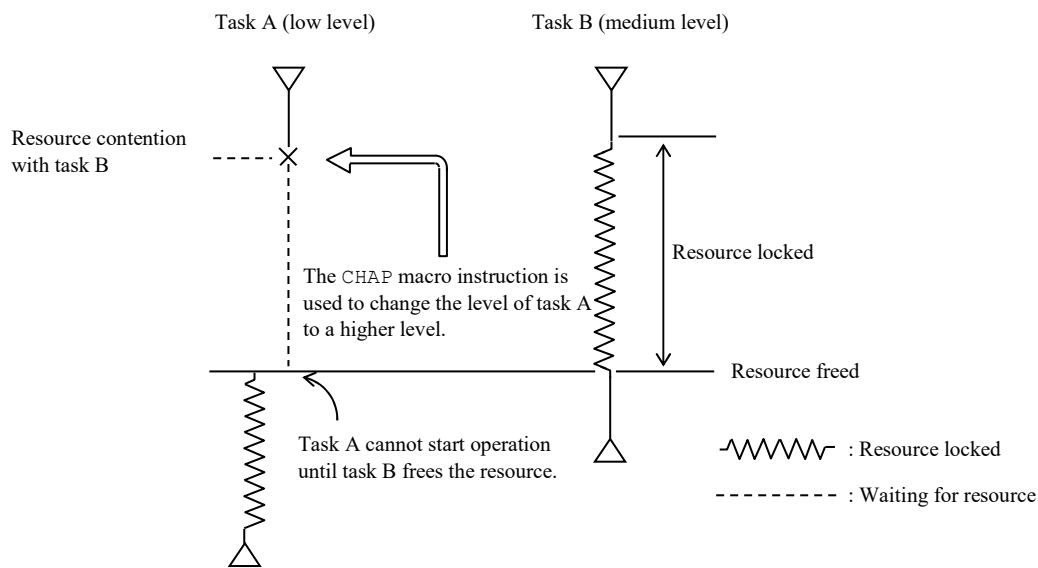 Task A (low level)
Task B (medium level)
Resource contention
with task B
Resource locked
The CHAP macro instruction is
used to change the level of task A
to a higher level.
Resource freed
Task A cannot start operation
until task B frees the resource.
: Resource locked
: Waiting for resource